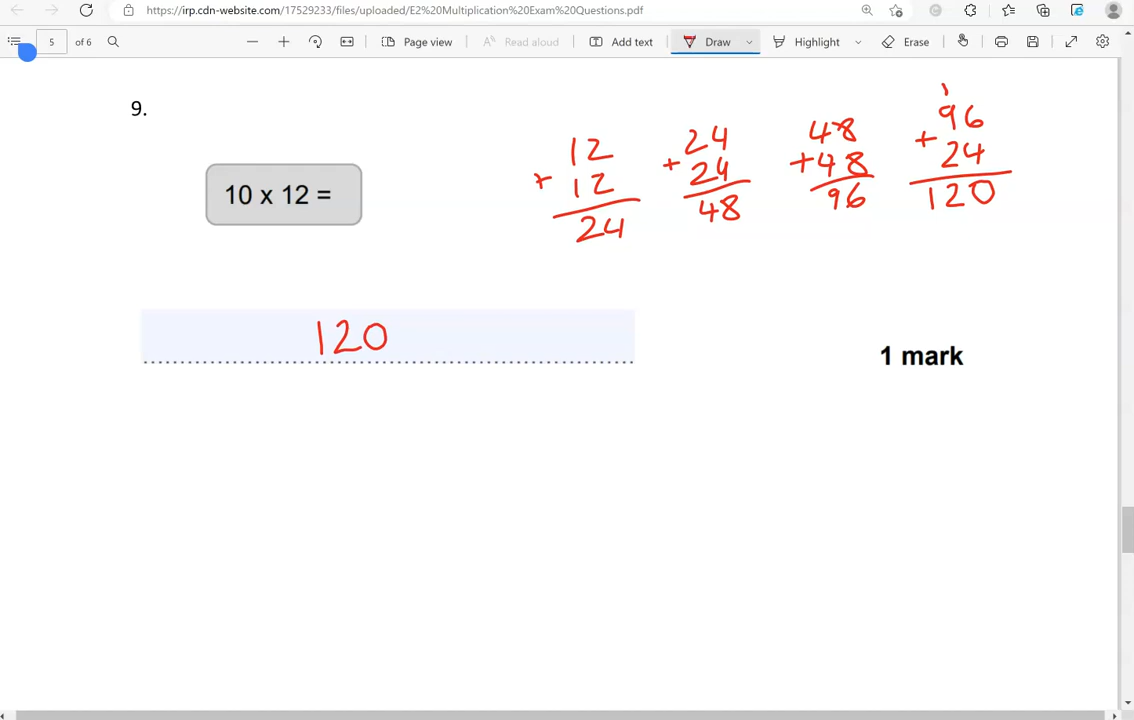 https://irp.cdn-website.com/17529233/files/uploaded/E2%20Multiplication%20Exam%20Questions.pdf
5 of 6
Page view
Read aloud
Add text
Draw
Highlight
Erase
9.
10 x 12 =
12
+ 12
24
24
+ 24
48
48
+ 48
96
1
96
+ 24
120
120
1 mark